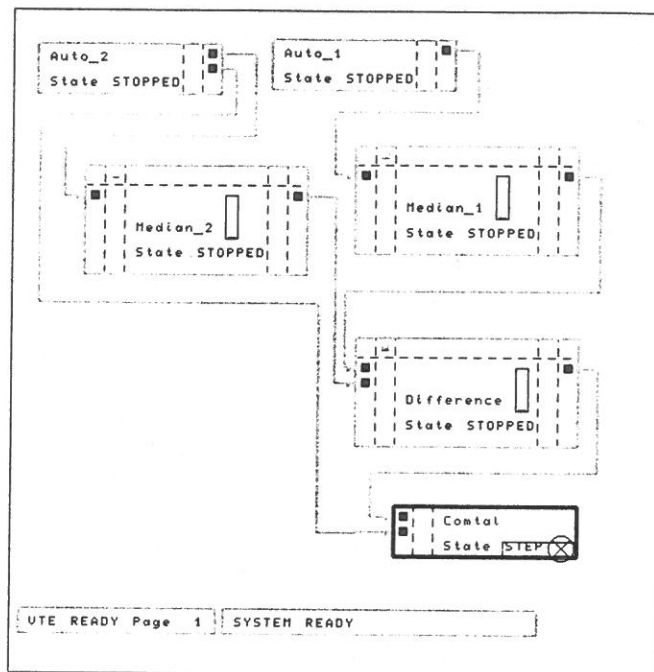 Auto_2
State STOPPED
Auto_1
State STOPPED
Median_2
State STOPPED
Median_1
State STOPPED
Difference
State STOPPED
Comtal
State STEP
VTE READY Page 1
SYSTEM READY